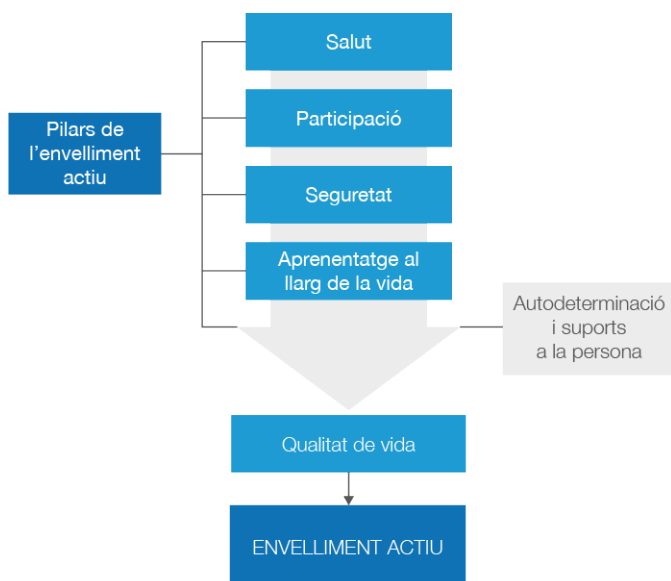 Salut
Pilars de
l’envelliment
actiu
Participació
Seguretat
Aprenentatge al
llarg de la vida
Autodeterminació
i suports
a la persona
Qualitat de vida
ENVELLIMENT ACTIU